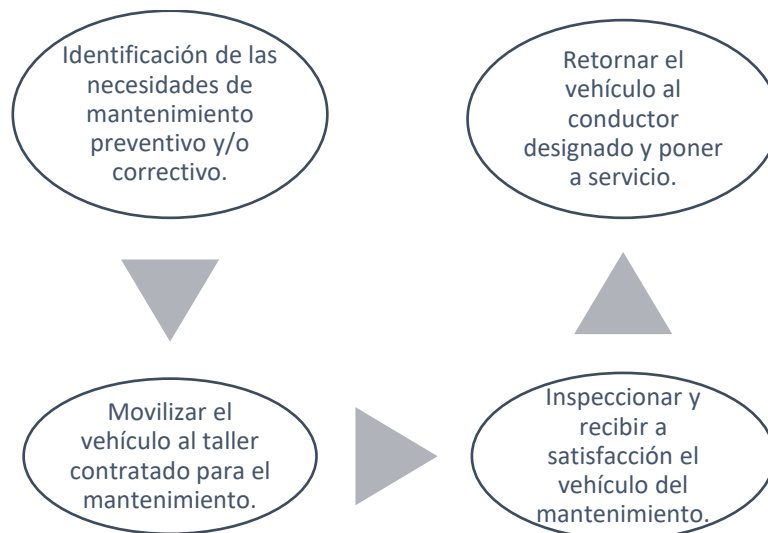 Identificación de las
necesidades de
mantenimiento
preventivo y/o
correctivo.
Movilizar el
vehículo al taller
contratado para el
mantenimiento.
Inspeccionar y
recibir a
satisfacción el
vehículo del
mantenimiento.
Retornar el
vehículo al
conductor
designado y poner
a servicio.